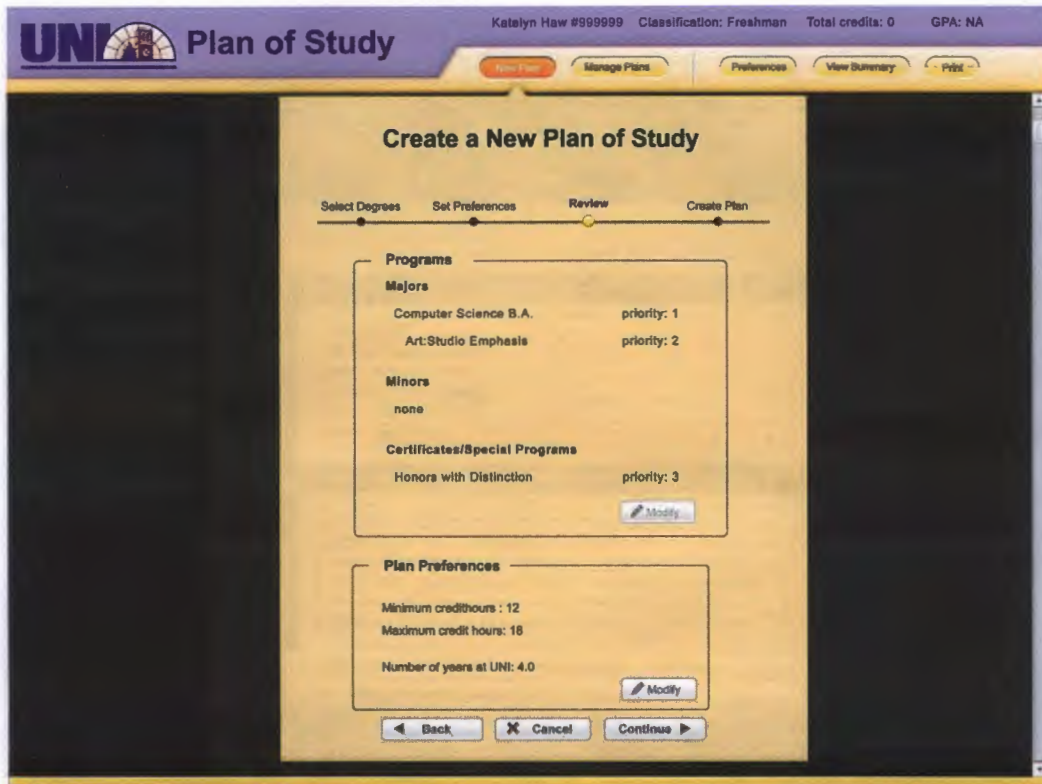 Katelyn Haw #999999 Classification: Freshman Total credits: 0 GPA: NA
UNI Plan of Study
New Plan Manage Plans Preferences View Summary - Print -
Create a New Plan of Study
Select Degrees Set Preferences Review Create Plan
Programs
Majors
Computer Science B.A. priority: 1
Art:Studio Emphasis priority: 2
Minors
none
Certificates/Special Programs
Honors with Distinction priority: 3
Modify
Plan Preferences
Minimum credithours : 12
Maximum credit hours: 18
Number of years at UNI: 4.0
Modify
Back Cancel Continue